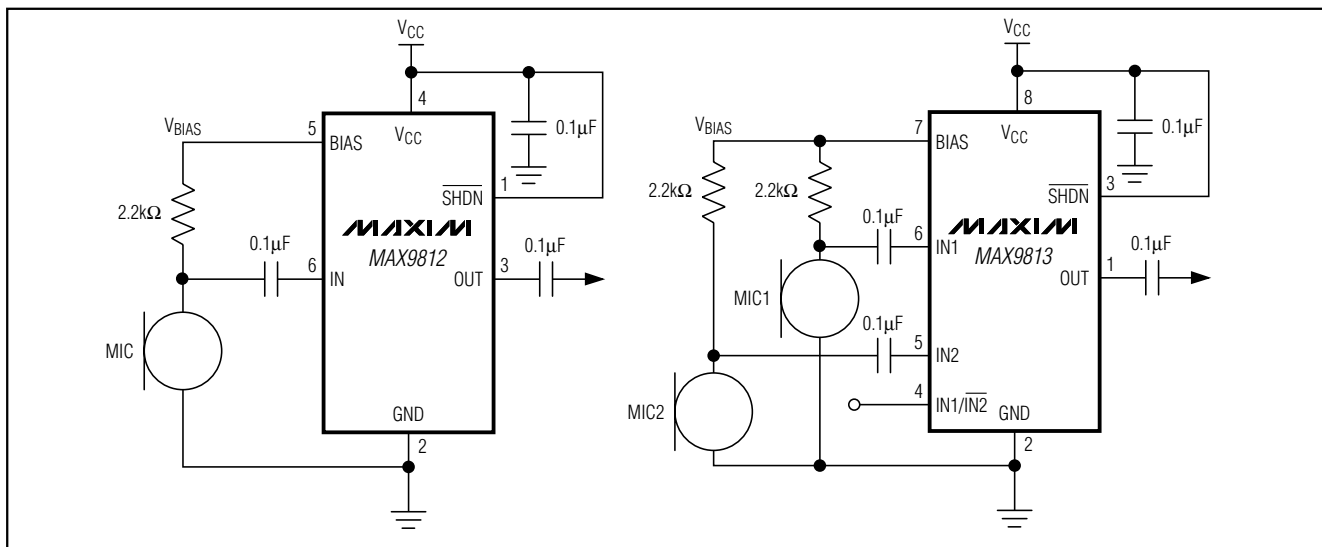 VCC
4
VCC
0.1µF
VBIAS
5
BIAS
1
SHDN
2.2kΩ
MAXIM
MAX9812
0.1µF
6
IN
0.1µF
3
OUT
MIC
GND
2
VCC
8
VCC
0.1µF
VBIAS
7
BIAS
3
SHDN
2.2kΩ
2.2kΩ
MAXIM
MAX9813
0.1µF
6
IN1
0.1µF
1
OUT
MIC1
0.1µF
5
IN2
4
IN1/IN2
MIC2
GND
2